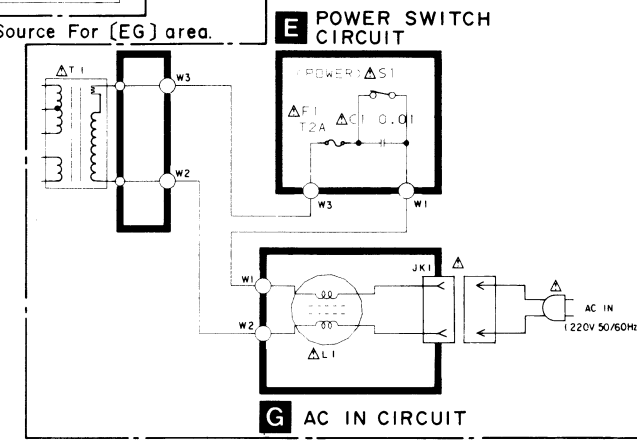 Source For [EG] area.
E POWER SWITCH
CIRCUIT
⚠T1
W3
W2
(POWER) ⚠S1
⚠F1
T2A
⚠C1 0.01
W3
W1
W1
W2
JK1
⚠
⚠
AC IN
(220V 50/60Hz
⚠L1
G AC IN CIRCUIT